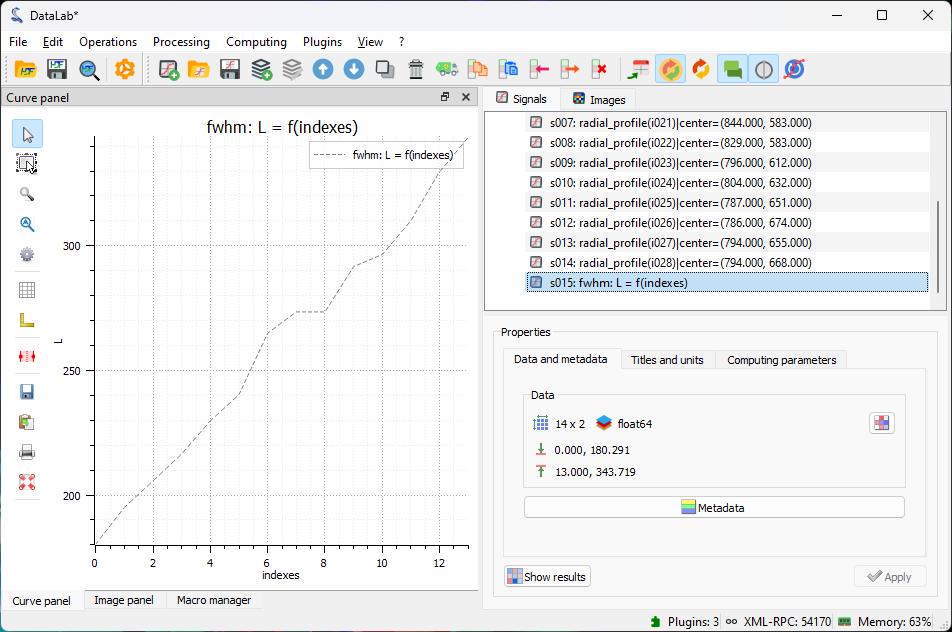 DataLab*
File Edit Operations Processing Computing Plugins View ?
Curve panel
fwhm: L = f(indexes)
fwhm: L = f(indexes)
300
250
200
L
0 2 4 6 8 10 12
indexes
Curve panel Image panel Macro manager
Signals Images
s007: radial_profile(i021)|center=(844.000, 583.000)
s008: radial_profile(i022)|center=(829.000, 583.000)
s009: radial_profile(i023)|center=(796.000, 612.000)
s010: radial_profile(i024)|center=(804.000, 632.000)
s011: radial_profile(i025)|center=(787.000, 651.000)
s012: radial_profile(i026)|center=(786.000, 674.000)
s013: radial_profile(i027)|center=(794.000, 655.000)
s014: radial_profile(i028)|center=(794.000, 668.000)
s015: fwhm: L = f(indexes)
Properties
Data and metadata Titles and units Computing parameters
Data
14 x 2 float64
0.000, 180.291
13.000, 343.719
Metadata
Show results Apply
Plugins: 3 XML-RPC: 54170 Memory: 63%